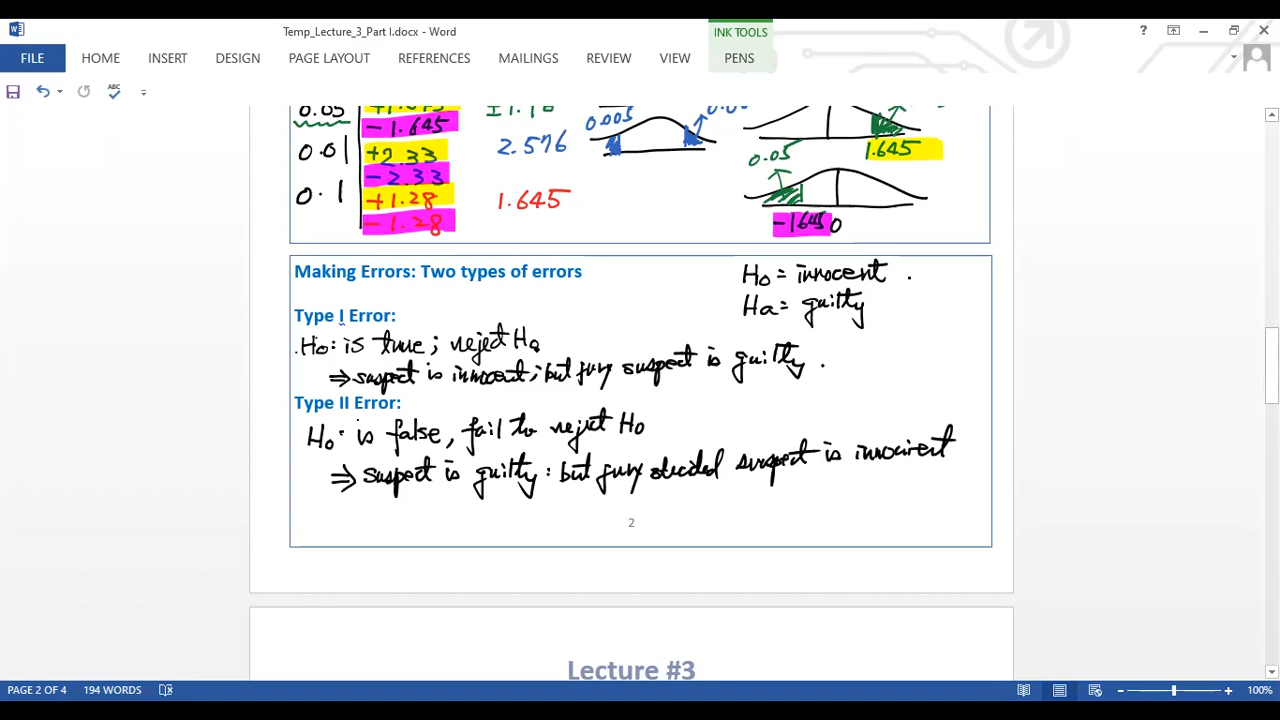 Temp_Lecture_3_Part I.docx - Word
INK TOOLS
?
FILE HOME INSERT DESIGN PAGE LAYOUT REFERENCES MAILINGS REVIEW VIEW PENS
ABC
0.05
- 1.645
0.005
0.01
+2.33
2.576
1.645
- 2.33
0.05
0.1
+1.28
1.645
- 1.28
-1.645 0
Making Errors: Two types of errors
Ho = innocent .
Ha = guilty
Type I Error:
Ho: is true; reject Ho
⇒ suspect is innocent; but jury suspect is guilty .
Type II Error:
Ho: is false, fail to reject Ho
⇒ suspect is guilty: but jury decided suspect is innocent
2
Lecture #3
PAGE 2 OF 4 194 WORDS 100%